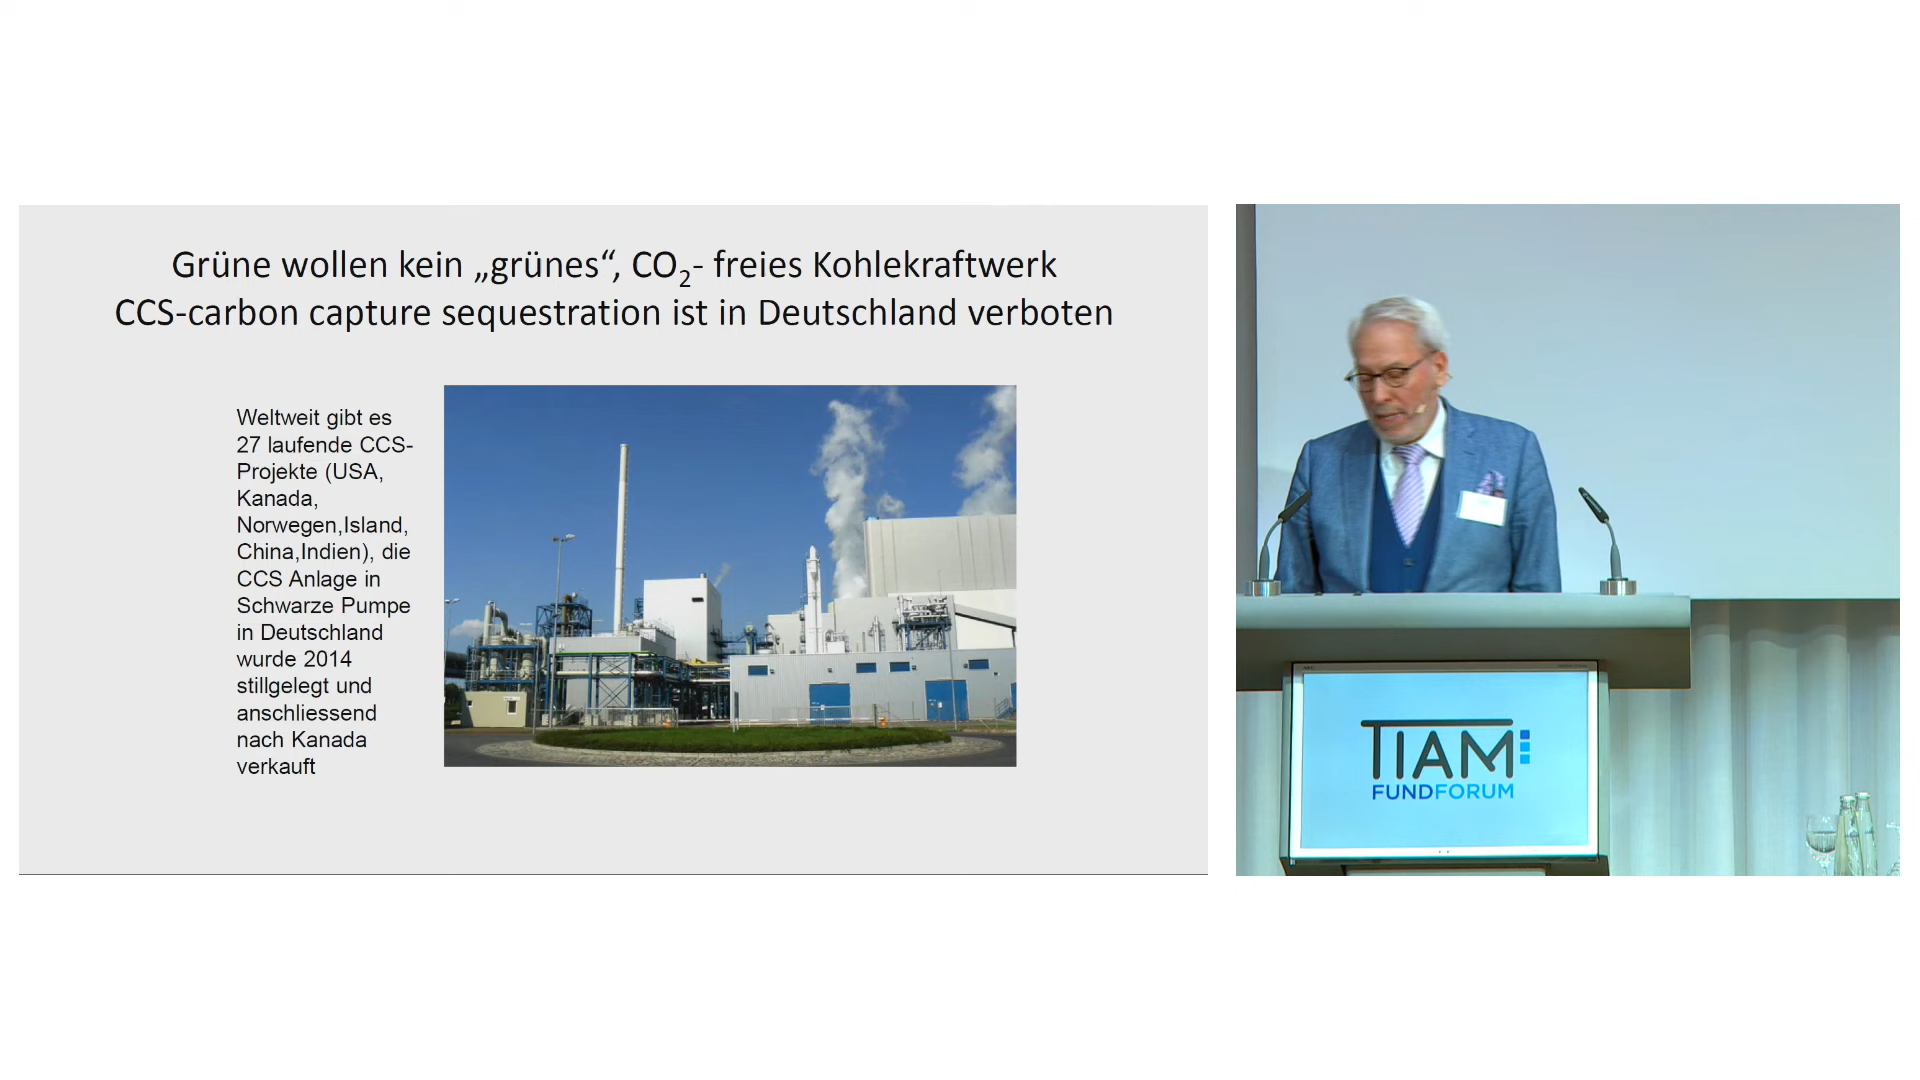 Grüne wollen kein „grünes“, CO₂- freies Kohlekraftwerk
CCS-carbon capture sequestration ist in Deutschland verboten
Weltweit gibt es
27 laufende CCS-
Projekte (USA,
Kanada,
Norwegen,Island,
China,Indien), die
CCS Anlage in
Schwarze Pumpe
in Deutschland
wurde 2014
stillgelegt und
anschliessend
nach Kanada
verkauft
TIAM
FUNDFORUM